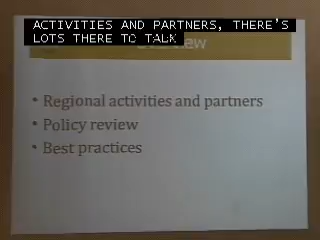 ACTIVITIES AND PARTNERS, THERE'S
LOTS THERE TO TALK
• Regional activities and partners
• Policy review
• Best practices